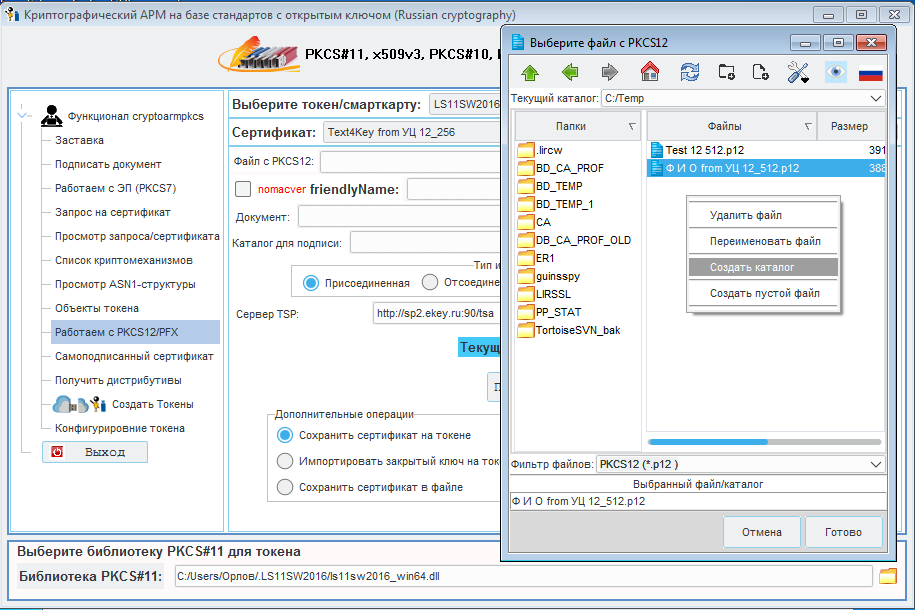 Криптографический АРМ на базе стандартов с открытым ключом (Russian cryptography)
PKCS#11, x509v3, PKCS#10,
Функционал cryptoarmpkcs
Заставка
Подписать документ
Работаем с ЭП (PKCS7)
Запрос на сертификат
Просмотр запроса/сертификата
Список криптомеханизмов
Просмотр ASN1-структуры
Объекты токена
Работаем с PKCS12/PFX
Самоподписанный сертификат
Получить дистрибутивы
Создать Токены
Конфигурировние токена
Выход
Выберите токен/смарткарту: LS11SW2016
Сертификат: Text4Key from УЦ 12_256
Файл с PKCS12:
nomacver friendlyName:
Документ:
Каталог для подписи:
Тип и
Присоединенная Отсоедине
Сервер TSP: http://sp2.ekey.ru:90/tsa
Текущ
П
Дополнительные операции
Сохранить сертификат на токене
Импортировать закрытый ключ на ток
Сохранить сертификат в файле
Выберите файл с PKCS12
Текущий каталог: C:/Temp
Папки Файлы Размер
.lircw
BD_CA_PROF
BD_TEMP
BD_TEMP_1
CA
DB_CA_PROF_OLD
ER1
guinsspy
LIRSSL
PP_STAT
TortoiseSVN_bak
Test 12 512.p12 391
Ф И О from УЦ 12_512.p12 388
Удалить файл
Переименовать файл
Создать каталог
Создать пустой файл
Фильтр файлов: PKCS12 (*.p12 )
Выбранный файл/каталог
Ф И О from УЦ 12_512.p12
Отмена Готово
Выберите библиотеку PKCS#11 для токена
Библиотека PKCS#11: C:/Users/Орлов/.LS11SW2016/ls11sw2016_win64.dll